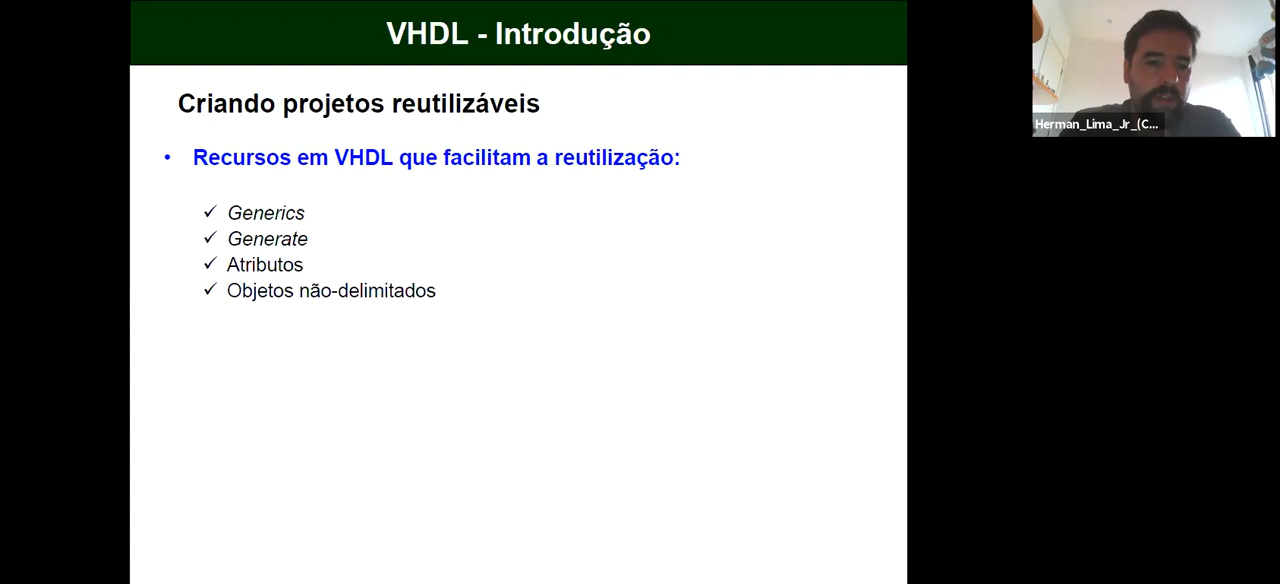 VHDL - Introdução
Criando projetos reutilizáveis
• Recursos em VHDL que facilitam a reutilização:
✓ Generics
✓ Generate
✓ Atributos
✓ Objetos não-delimitados
Herman_Lima_Jr_(C...